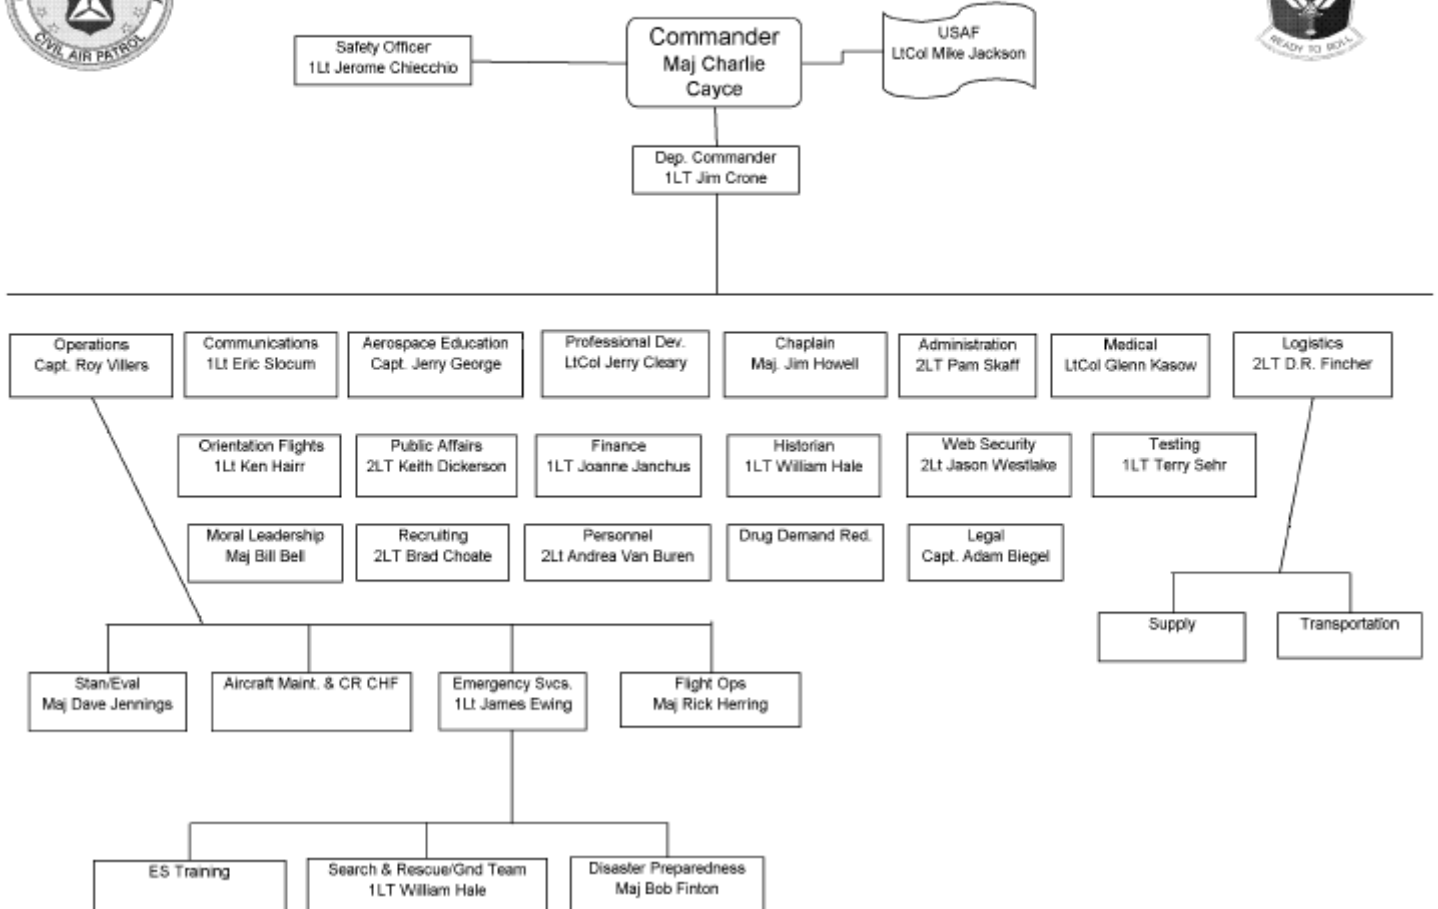 CIVIL AIR PATROL
Safety Officer
1Lt Jerome Chiecchio
Commander
Maj Charlie
Cayce
USAF
LtCol Mike Jackson
READY TO ROLL
Dep. Commander
1LT Jim Crone
Operations
Capt. Roy Villers
Communications
1Lt Eric Slocum
Aerospace Education
Capt. Jerry George
Professional Dev.
LtCol Jerry Cleary
Chaplain
Maj. Jim Howell
Administration
2LT Pam Skaff
Medical
LtCol Glenn Kasow
Logistics
2LT D.R. Fincher
Orientation Flights
1Lt Ken Hairr
Public Affairs
2LT Keith Dickerson
Finance
1LT Joanne Janchus
Historian
1LT William Hale
Web Security
2Lt Jason Westlake
Testing
1LT Terry Sehr
Moral Leadership
Maj Bill Bell
Recruiting
2LT Brad Choate
Personnel
2Lt Andrea Van Buren
Drug Demand Red.
Legal
Capt. Adam Biegel
Supply
Transportation
Stan/Eval
Maj Dave Jennings
Aircraft Maint. & CR CHF
Emergency Svcs.
1Lt James Ewing
Flight Ops
Maj Rick Herring
ES Training
Search & Rescue/Gnd Team
1LT William Hale
Disaster Preparedness
Maj Bob Finton